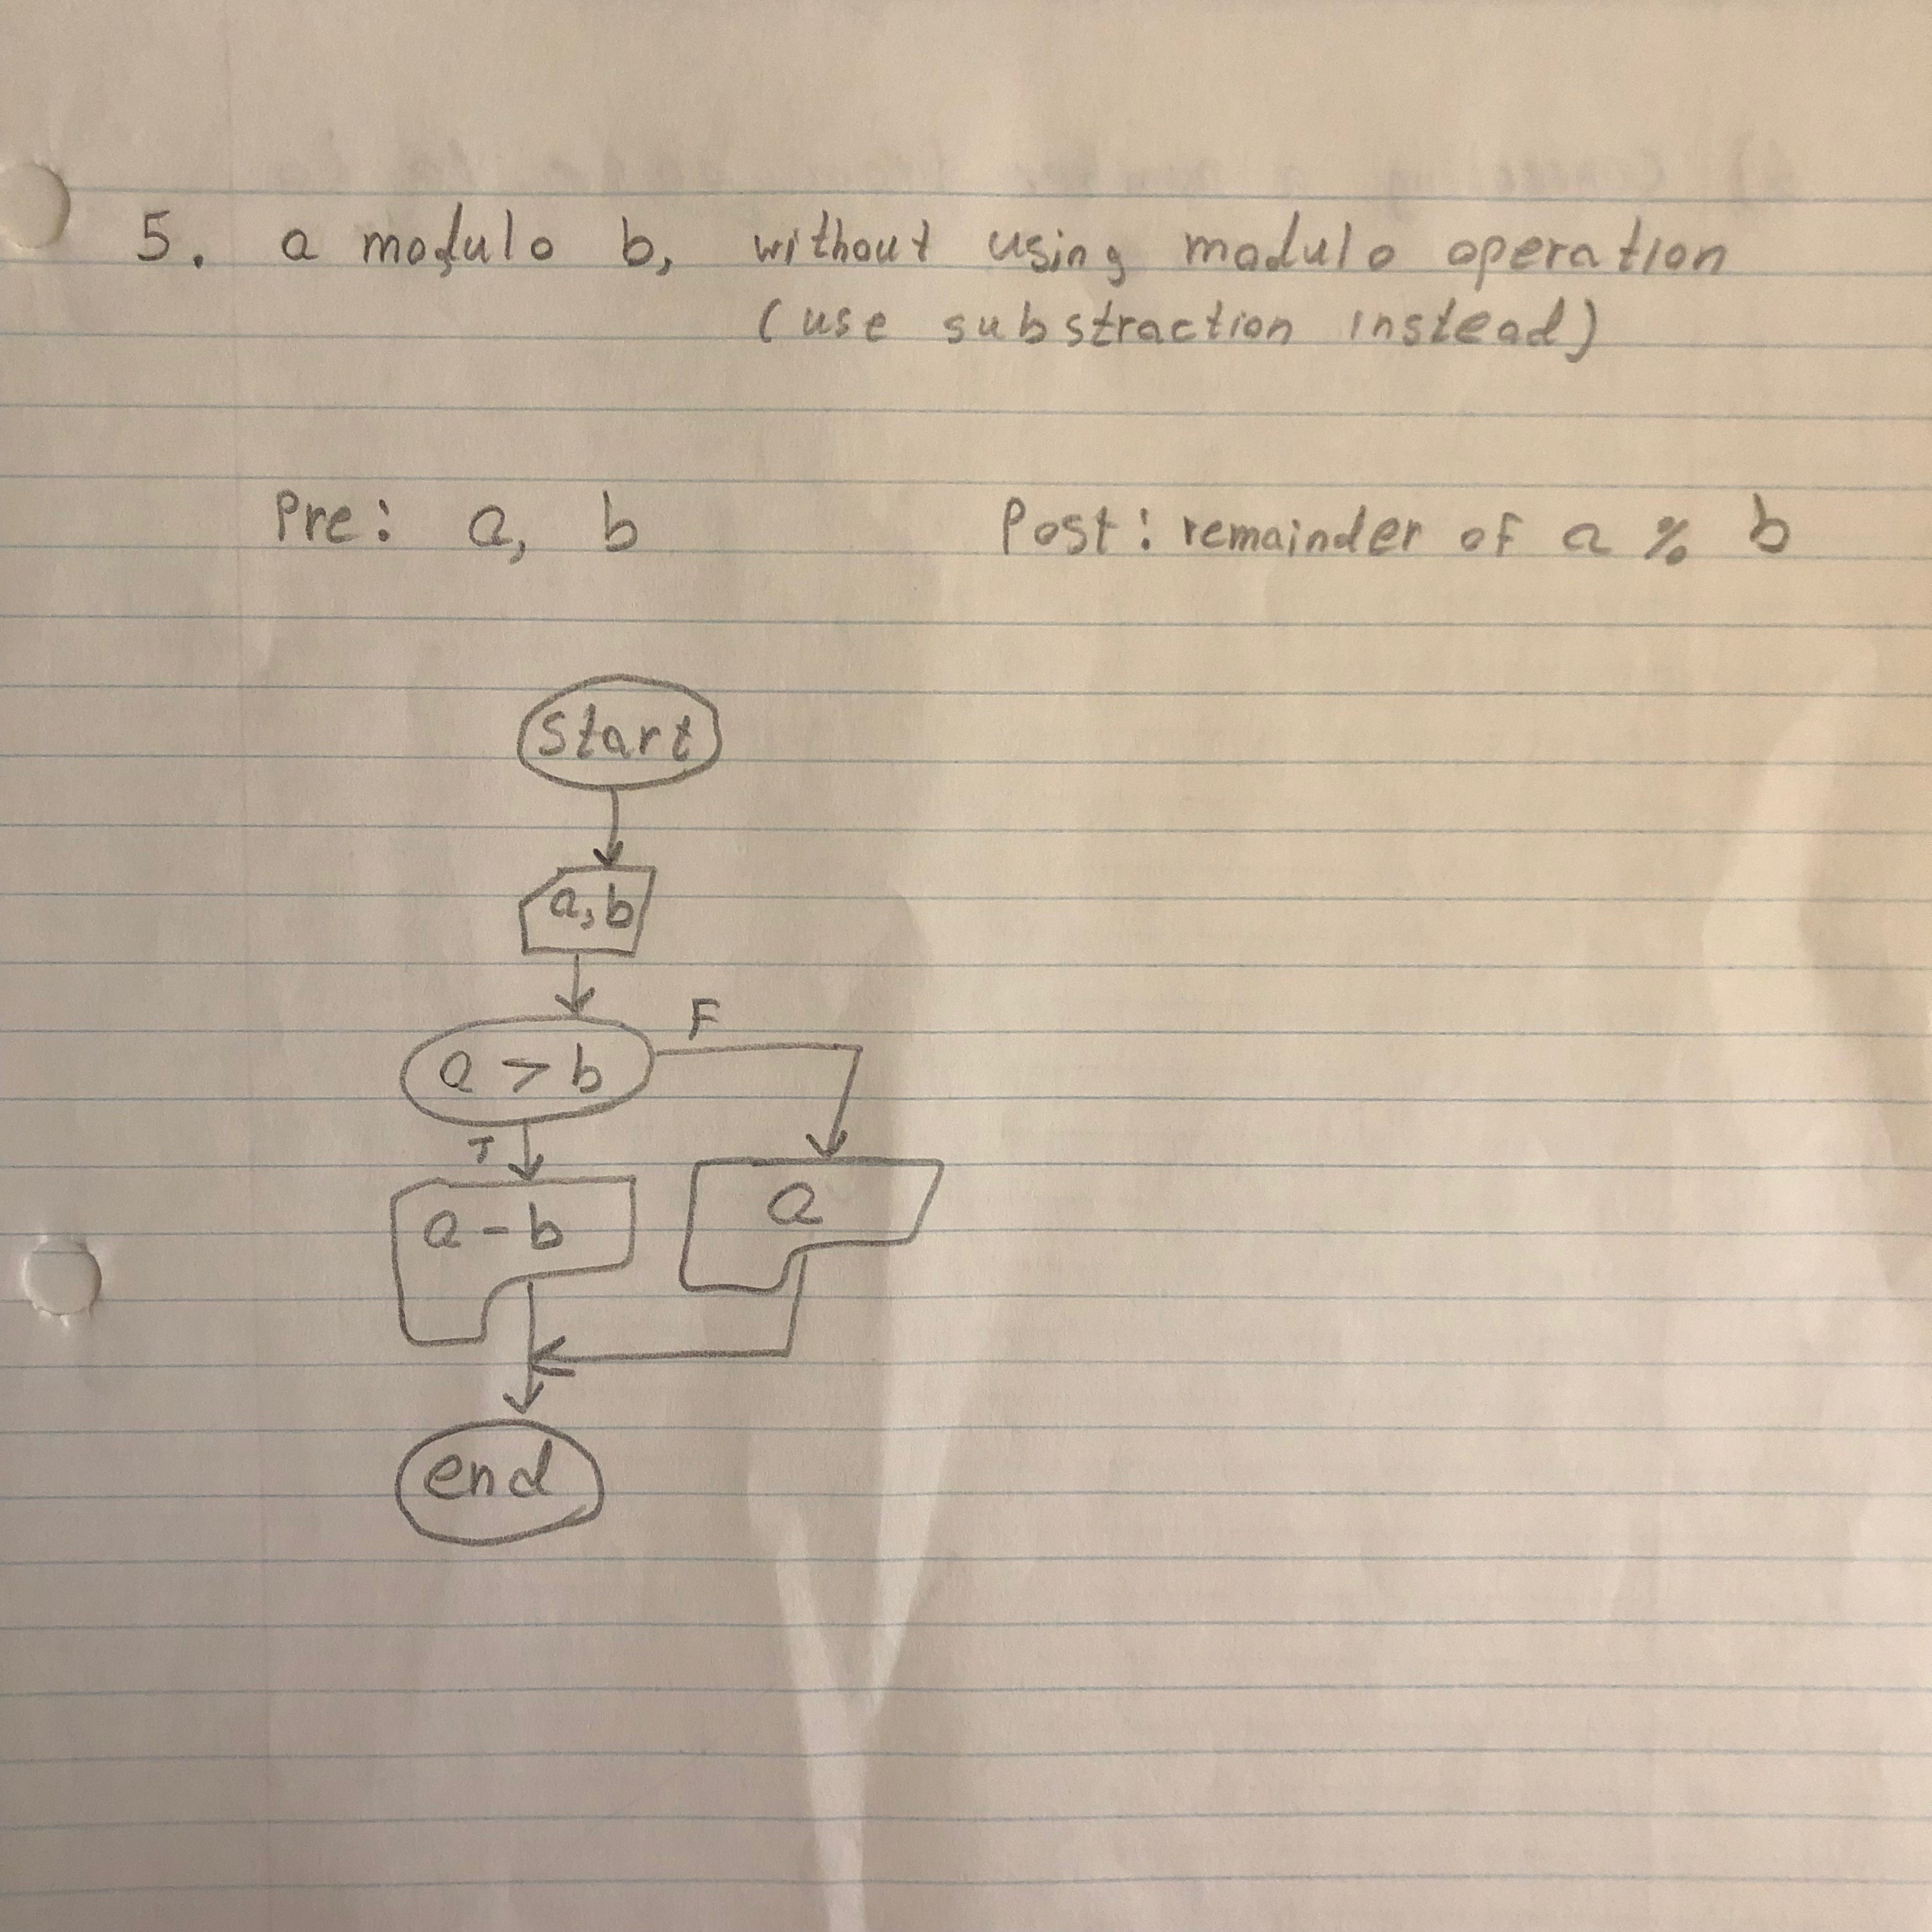 5. a modulo b, without using modulo operation
(use substraction instead)
Pre: a, b
Post: remainder of a % b
Start
a, b
a > b
F
T
a - b
a
end